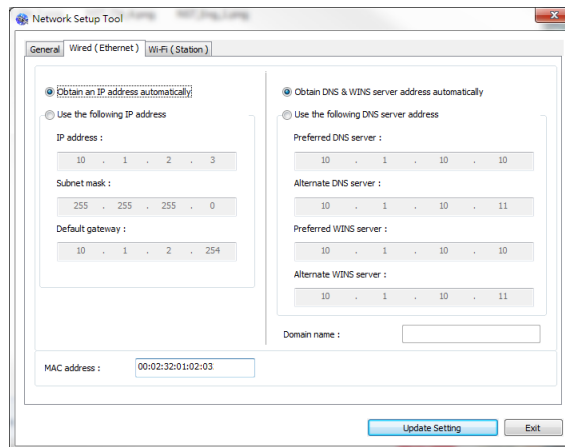 Network Setup Tool
General
Wired ( Ethernet )
Wi-Fi ( Station )
Obtain an IP address automatically
Use the following IP address
IP address :
10 . 1 . 2 . 3
Subnet mask :
255 . 255 . 255 . 0
Default gateway :
10 . 1 . 2 . 254
Obtain DNS & WINS server address automatically
Use the following DNS server address
Preferred DNS server :
10 . 1 . 10 . 10
Alternate DNS server :
10 . 1 . 10 . 11
Preferred WINS server :
10 . 1 . 10 . 10
Alternate WINS server :
10 . 1 . 10 . 11
Domain name :
MAC address : 00:02:32:01:02:03
Update Setting
Exit